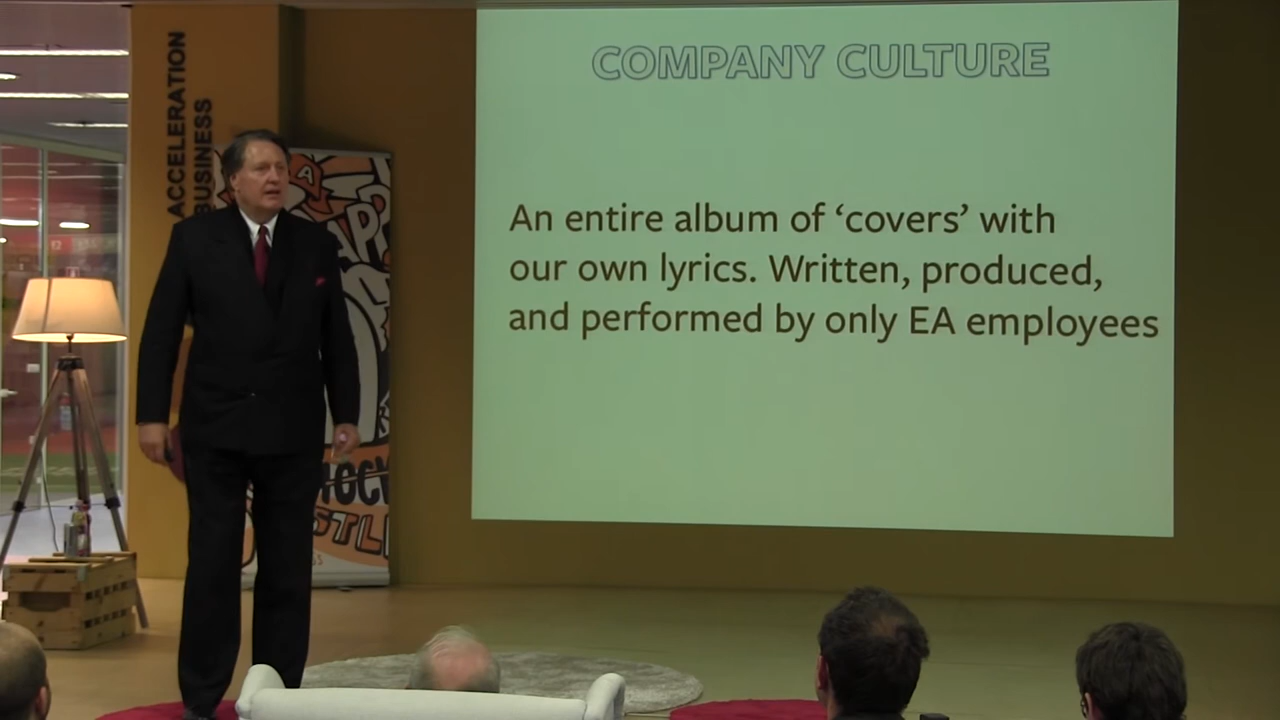 COMPANY CULTURE
An entire album of ‘covers’ with
our own lyrics. Written, produced,
and performed by only EA employees
ACCELERATION
BUSINESS